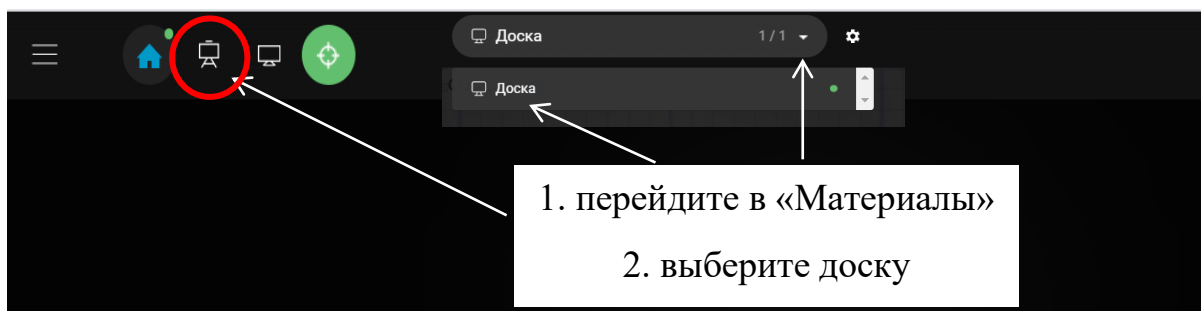 Доска 1 / 1
Доска
1. перейдите в «Материалы»
2. выберите доску